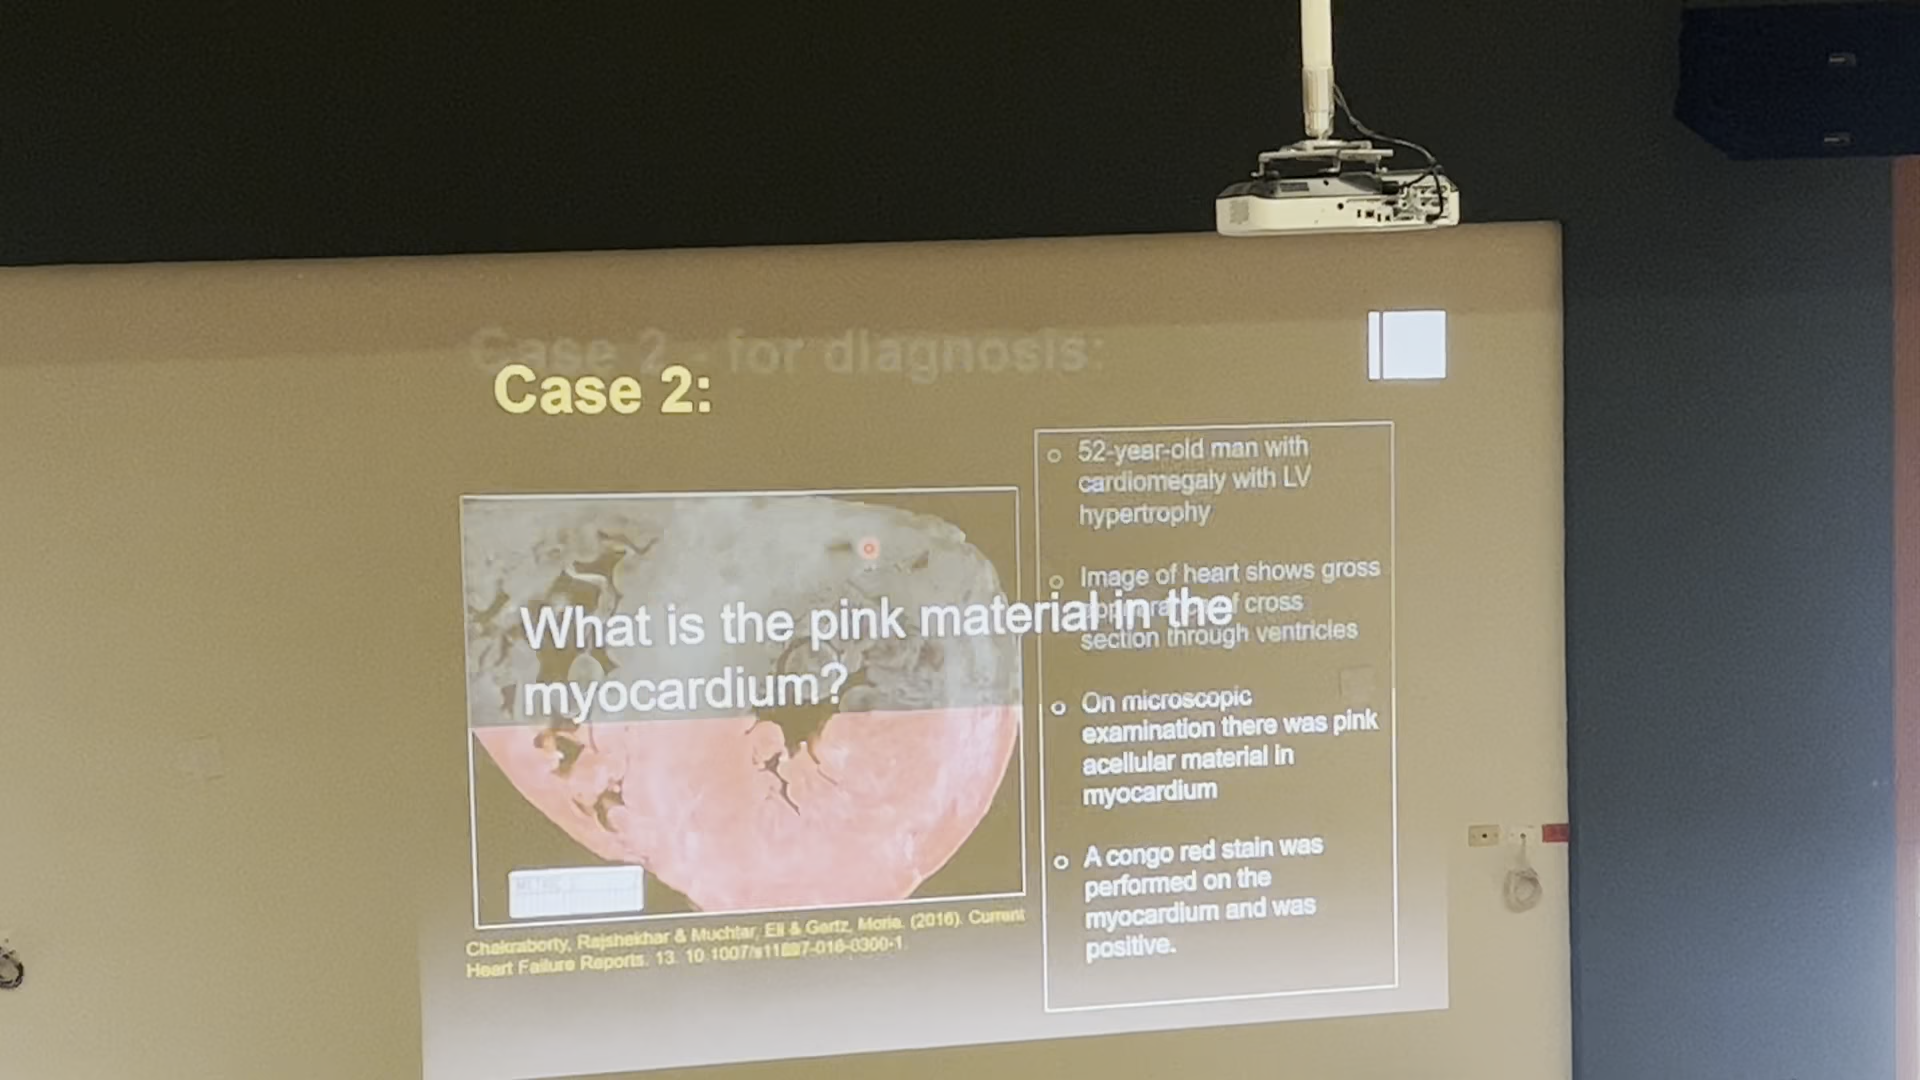 Case 2 - for diagnosis:
Case 2:
52-year-old man with
cardiomegaly with LV
hypertrophy
Image of heart shows gross
of cross
section through ventricles
What is the pink material in the
myocardium?
On microscopic
examination there was pink
acellular material in
myocardium
A congo red stain was
performed on the
myocardium and was
positive.
Chakraborty, Rajshekhar & Muchtar, Eli & Gertz, Morie. (2016). Current
Heart Failure Reports. 13. 10.1007/s11897-016-0300-1.